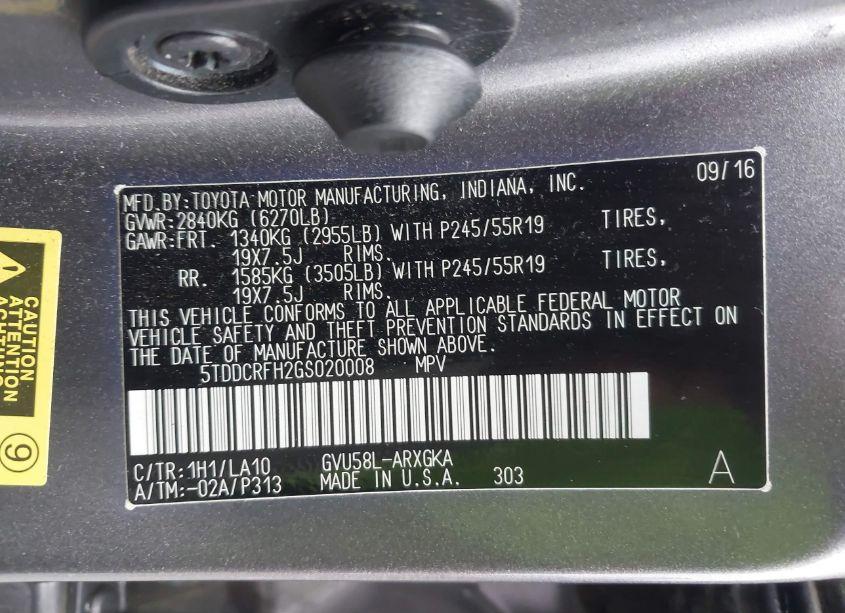 MFD.BY:TOYOTA MOTOR MANUFACTURING, INDIANA, INC. 09/16
GVWR:2840KG (6270LB)
GAWR:FRT. 1340KG (2955LB) WITH P245/55R19 TIRES,
19X7.5J RIMS.
RR. 1585KG (3505LB) WITH P245/55R19 TIRES,
19X7.5J RIMS.
THIS VEHICLE CONFORMS TO ALL APPLICABLE FEDERAL MOTOR
VEHICLE SAFETY AND THEFT PREVENTION STANDARDS IN EFFECT ON
THE DATE OF MANUFACTURE SHOWN ABOVE.
5TDDCRFH2GS020008 MPV
C/TR:1H1/LA10 GVU58L-ARXGKA
A/TM:-02A/P313 MADE IN U.S.A. 303 A
CAUTION
ATTENTION
ACHTUNG
9